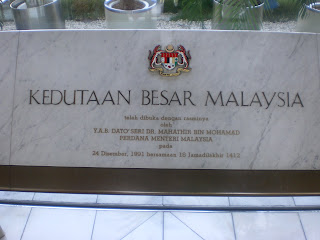 KEDUTAAN BESAR MALAYSIA
telah dibuka dengan rasminya
oleh
Y.A.B. DATO' SERI DR. MAHATHIR BIN MOHAMAD
PERDANA MENTERI MALAYSIA
pada
24 Disember, 1991 bersamaan 18 Jamadilakhir 1412